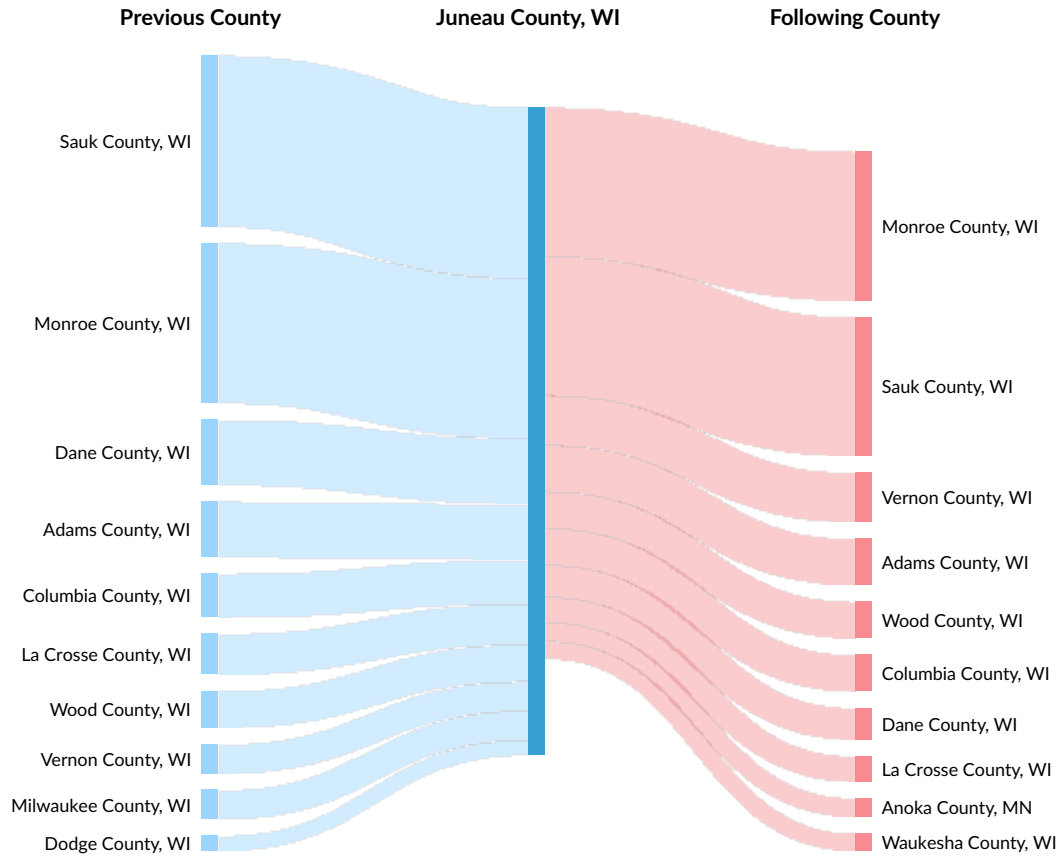 Previous County
Juneau County, WI
Following County
Sauk County, WI
Monroe County, WI
Dane County, WI
Adams County, WI
Columbia County, WI
La Crosse County, WI
Wood County, WI
Vernon County, WI
Milwaukee County, WI
Dodge County, WI
Monroe County, WI
Sauk County, WI
Vernon County, WI
Adams County, WI
Wood County, WI
Columbia County, WI
Dane County, WI
La Crosse County, WI
Anoka County, MN
Waukesha County, WI